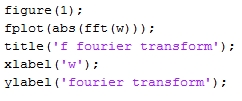 figure(1);
fplot(abs(fft(w)));
title('f fourier transform');
xlabel('w');
ylabel('fourier transform');